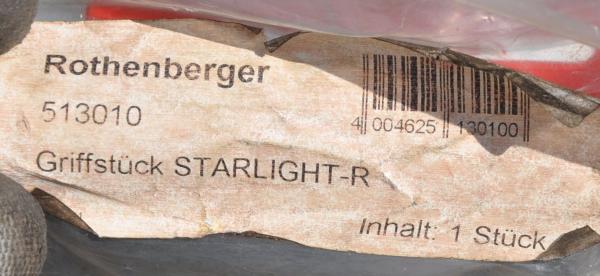 Rothenberger
513010
4 004625 130100
Griffstück STARLIGHT-R
Inhalt: 1 Stück